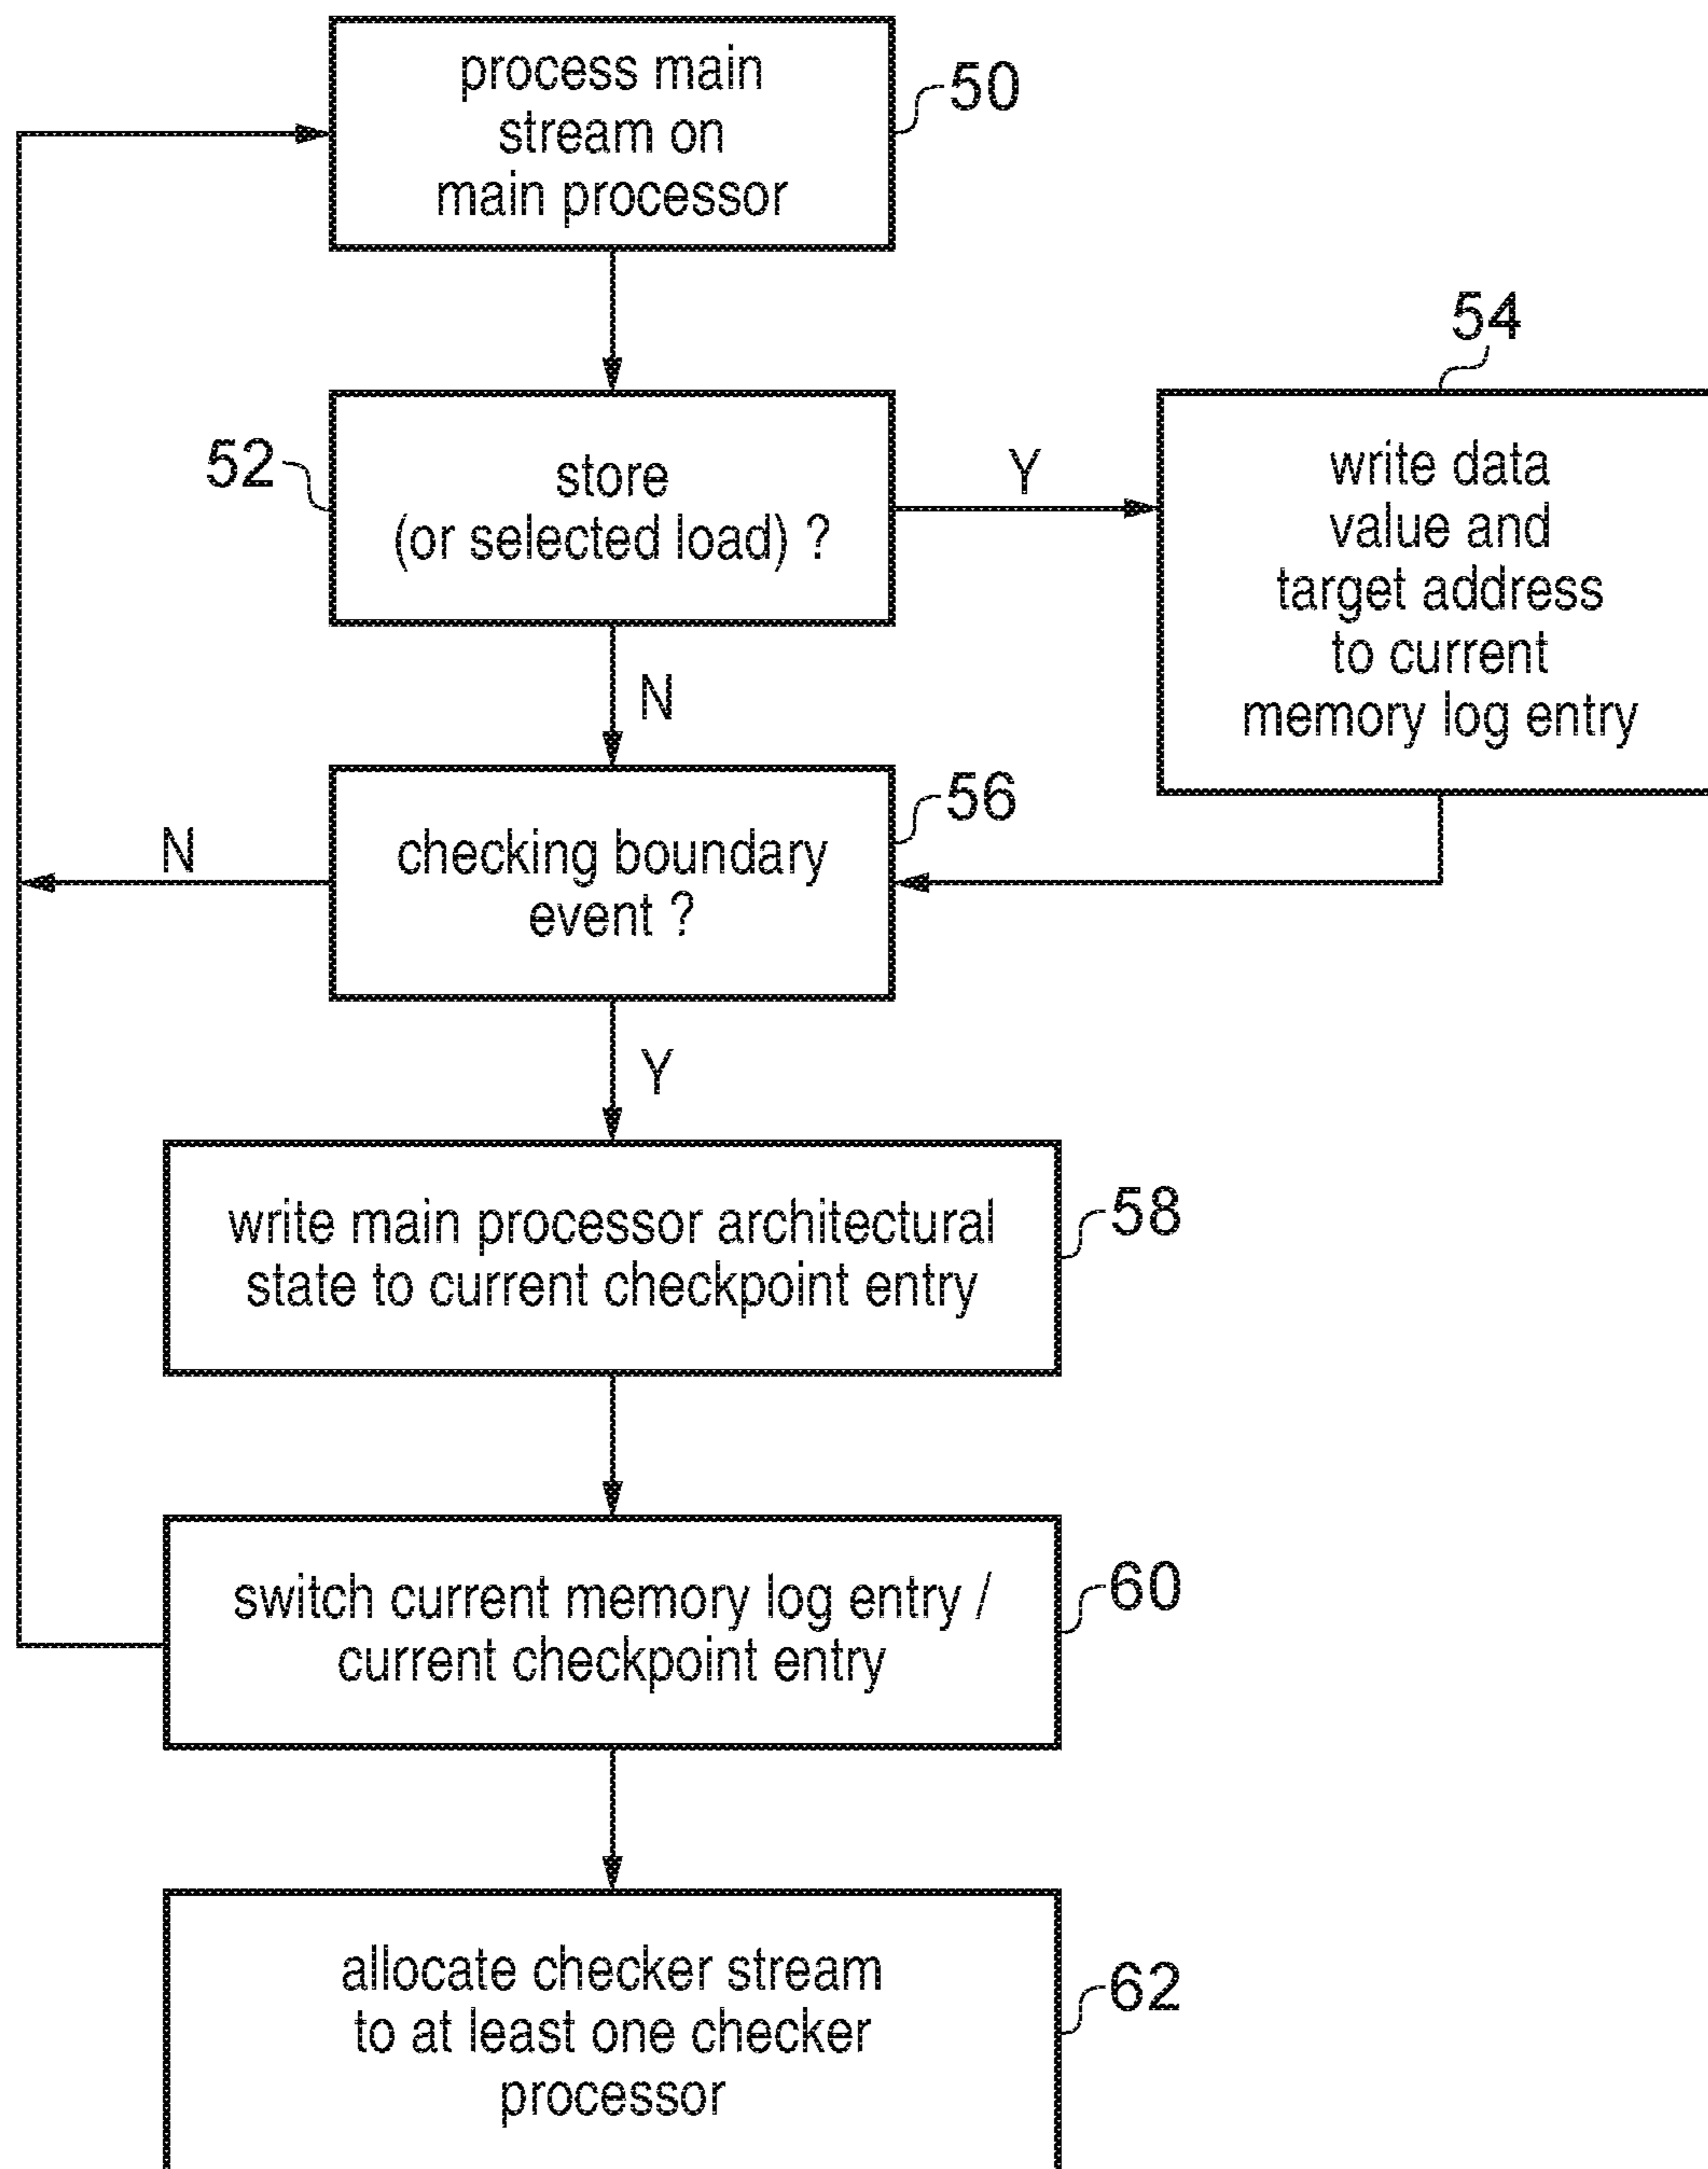 process main
stream on
main processor
50
54
52
store
(or selected load) ?
Y
write data
value and
target address
to current
memory log entry
N
56
N
checking boundary
event ?
Y
write main processor architectural
state to current checkpoint entry
58
switch current memory log entry /
current checkpoint entry
60
allocate checker stream
to at least one checker
processor
62